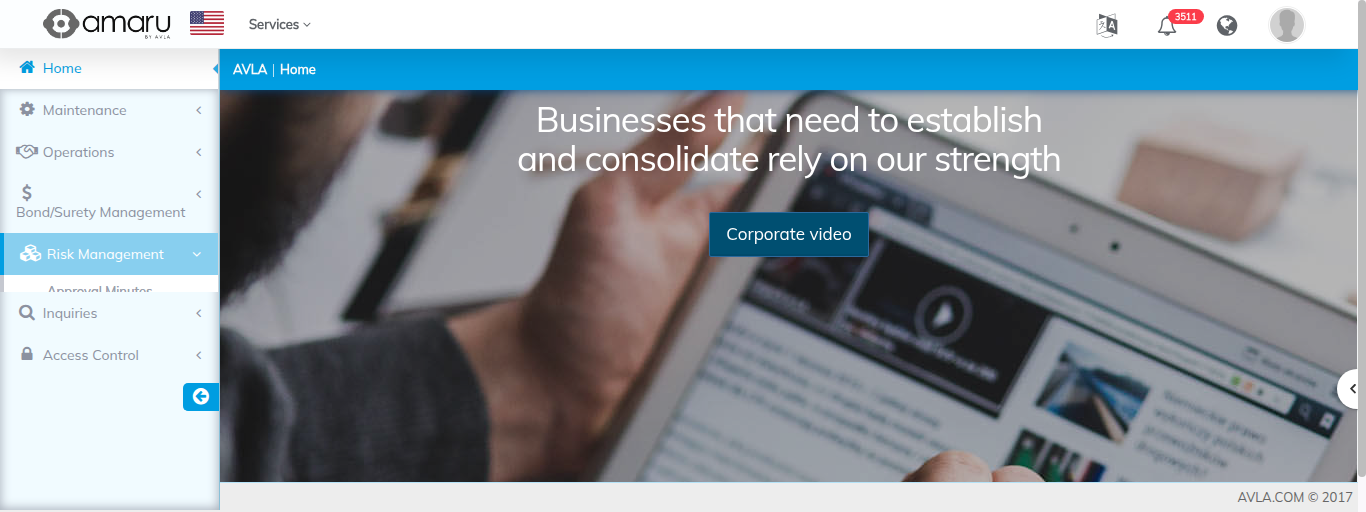 amaru
BY AVLA
Services
3511
A
Home
Maintenance
Operations
Bond/Surety Management
Risk Management
Approval Minutes
Inquiries
Access Control
AVLA | Home
Businesses that need to establish
and consolidate rely on our strength
Corporate video
AVLA.COM © 2017